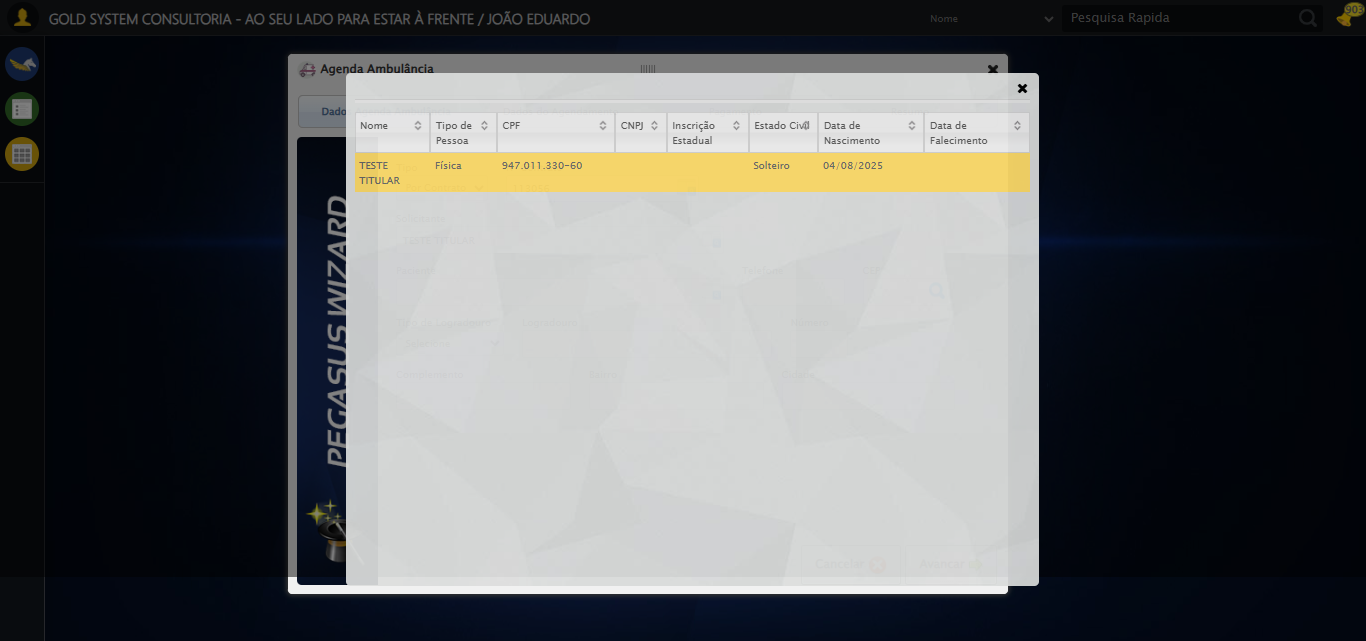 GOLD SYSTEM CONSULTORIA - AO SEU LADO PARA ESTAR À FRENTE / JOÃO EDUARDO
Nome
Pesquisa Rapida
903
Agenda Ambulância
Dado
Nome
Tipo de
Pessoa
CPF
CNPJ
Inscrição
Estadual
Estado Civil
Data de
Nascimento
Data de
Falecimento
TESTE
TITULAR
Física
947.011.330-60
Solteiro
04/08/2025
PEGASUS WIZARD
Cancelar
Avançar